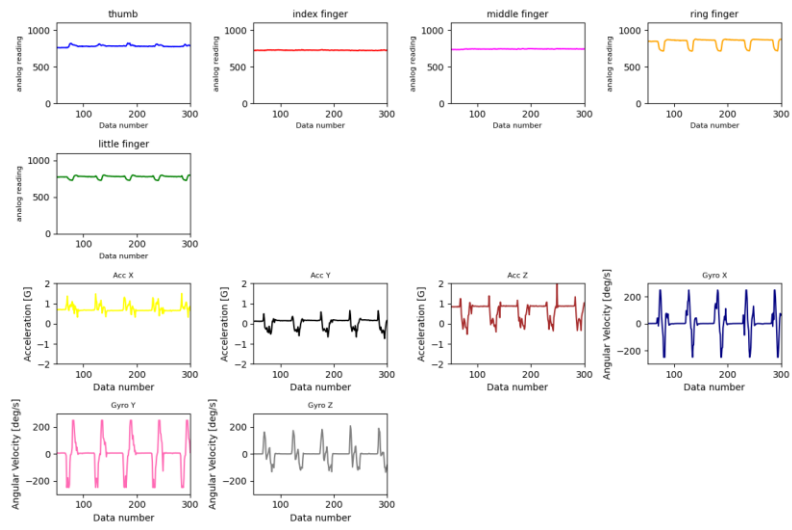 thumb
index finger
middle finger
ring finger
analog reading
1000
500
0
100
200
300
Data number
analog reading
1000
500
0
100
200
300
Data number
analog reading
1000
500
0
100
200
300
Data number
analog reading
1000
500
0
100
200
300
Data number
little finger
analog reading
1000
500
0
100
200
300
Data number
Acc X
Acceleration [G]
2
1
0
−1
−2
100
200
300
Data number
Acc Y
Acceleration [G]
2
1
0
−1
−2
100
200
300
Data number
Acc Z
Acceleration [G]
2
1
0
−1
−2
100
200
300
Data number
Gyro X
Angular Velocity [deg/s]
200
0
−200
100
200
300
Data number
Gyro Y
Angular Velocity [deg/s]
200
0
−200
100
200
300
Data number
Gyro Z
Angular Velocity [deg/s]
200
0
−200
100
200
300
Data number